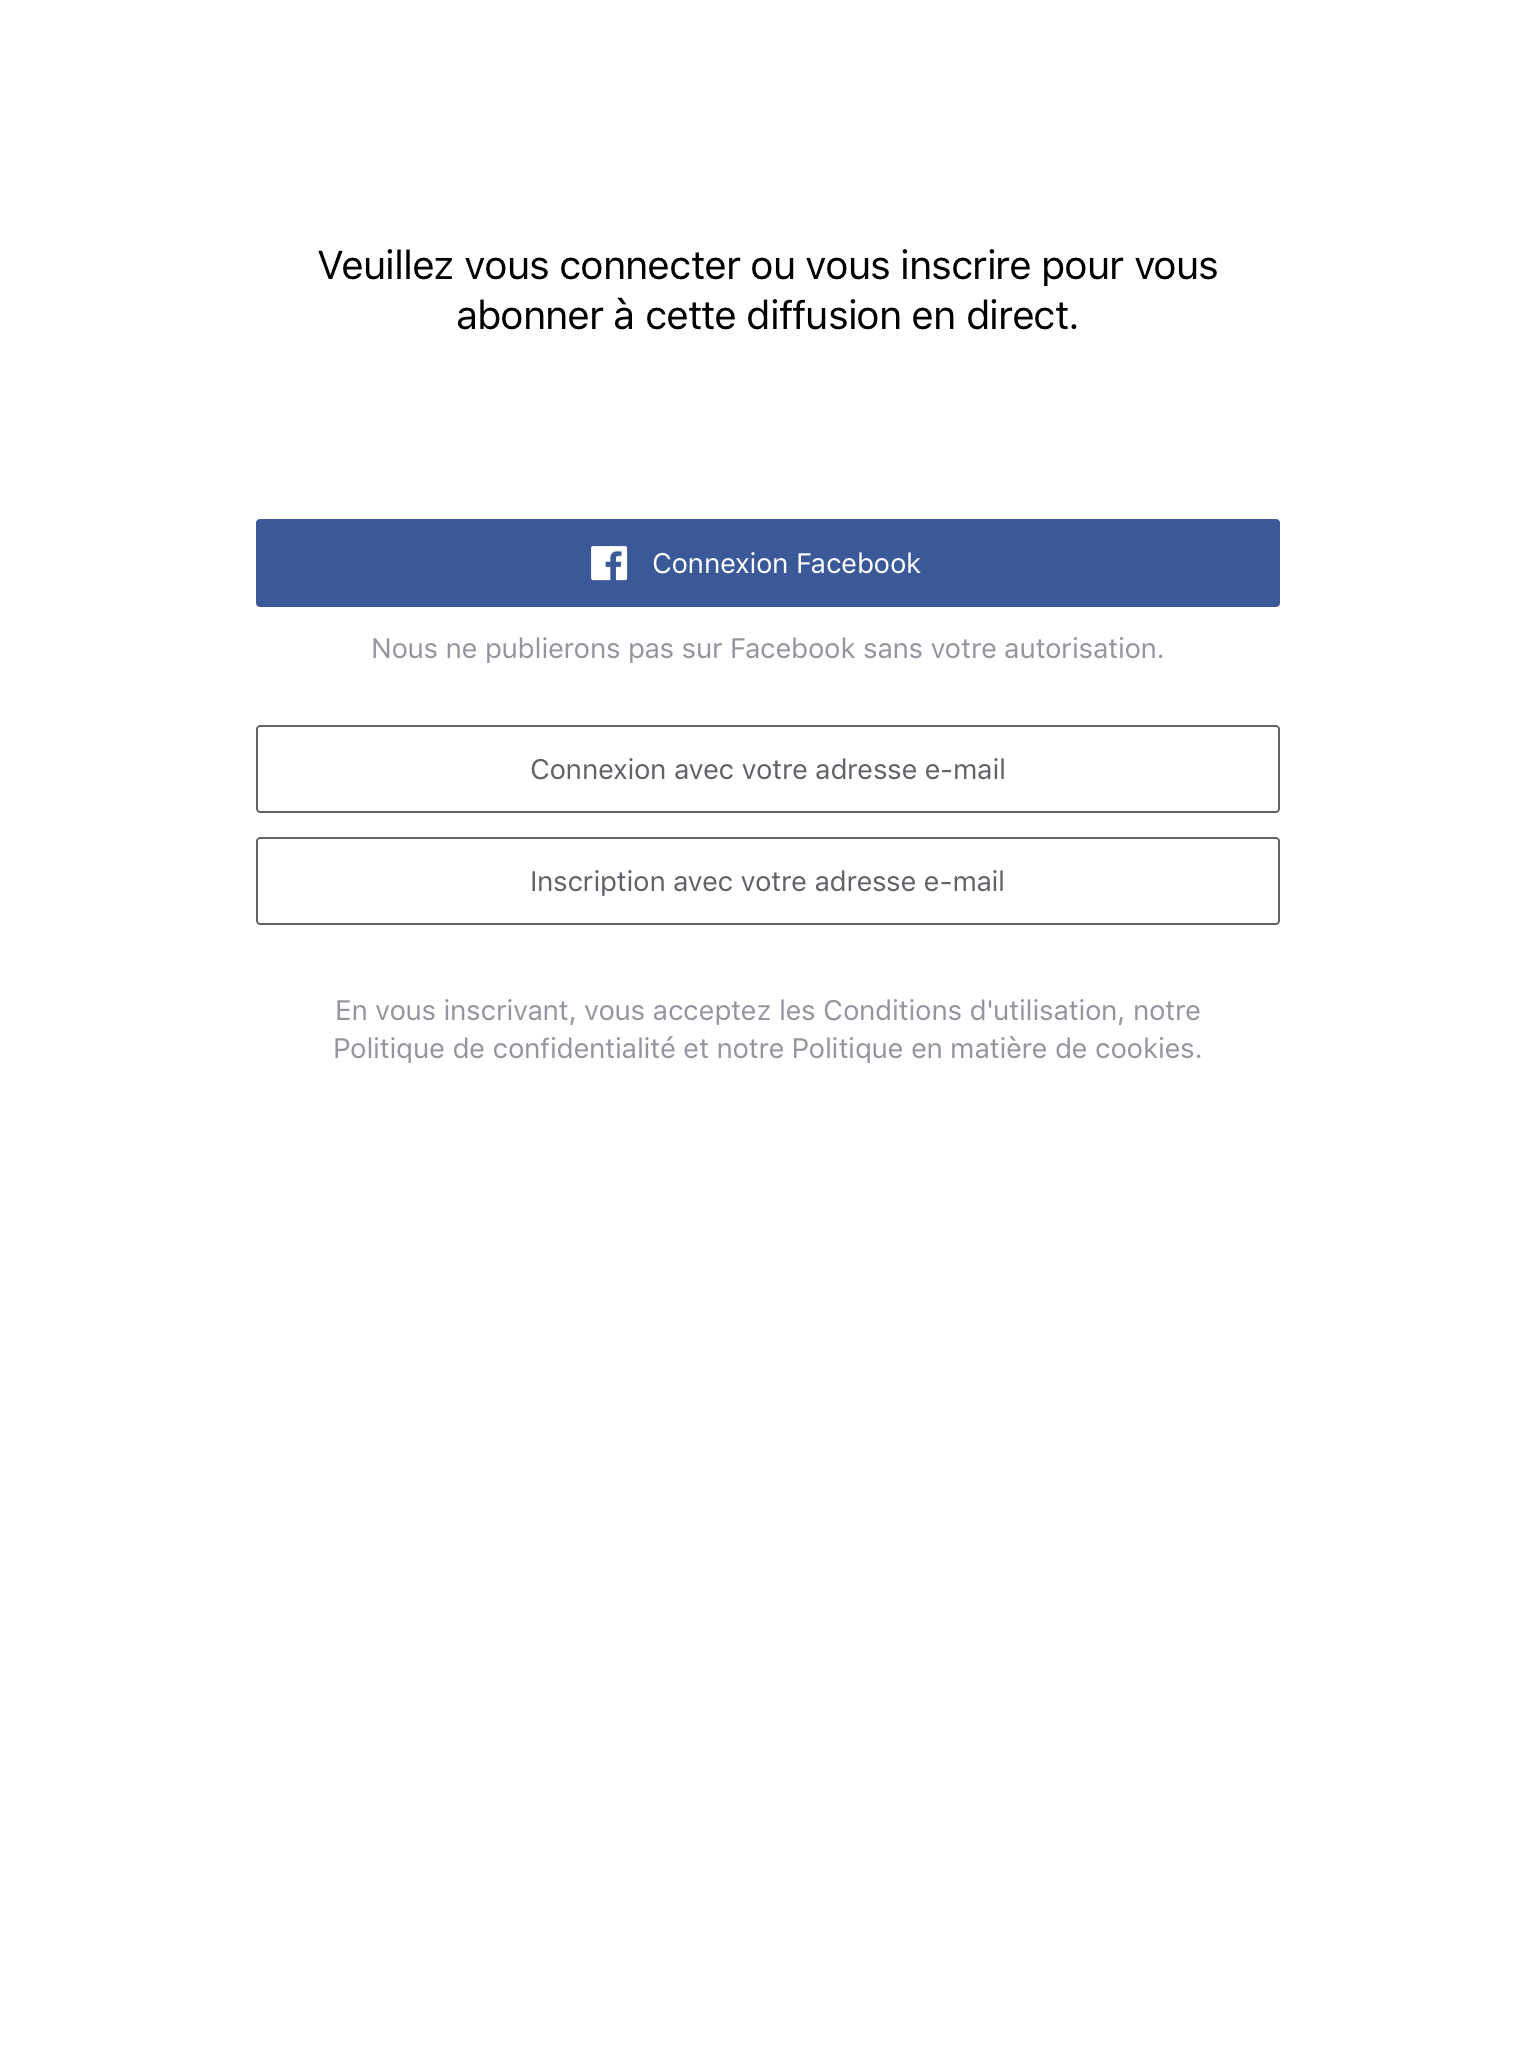 Veuillez vous connecter ou vous inscrire pour vous
abonner à cette diffusion en direct.
Connexion Facebook
Nous ne publierons pas sur Facebook sans votre autorisation.
Connexion avec votre adresse e-mail
Inscription avec votre adresse e-mail
En vous inscrivant, vous acceptez les Conditions d'utilisation, notre
Politique de confidentialité et notre Politique en matière de cookies.